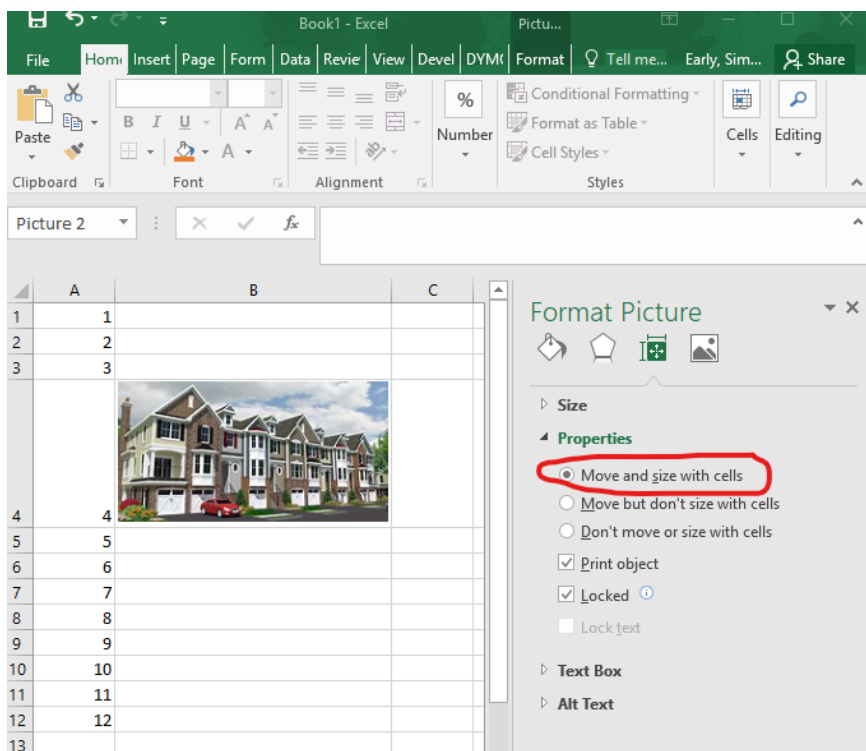 Book1 - Excel
Pictu...
File Home Insert Page Form Data Revie View Devel DYM( Format Tell me... Early, Sim... Share
Paste
B I U A A
A
%
Number
Conditional Formatting
Format as Table
Cell Styles
Cells
Editing
Clipboard Font Alignment Styles
Picture 2 fx
A B C
1 1
2 2
3 3
4 4
5 5
6 6
7 7
8 8
9 9
10 10
11 11
12 12
13
Format Picture
Size
Properties
Move and size with cells
Move but don't size with cells
Don't move or size with cells
Print object
Locked
Lock text
Text Box
Alt Text